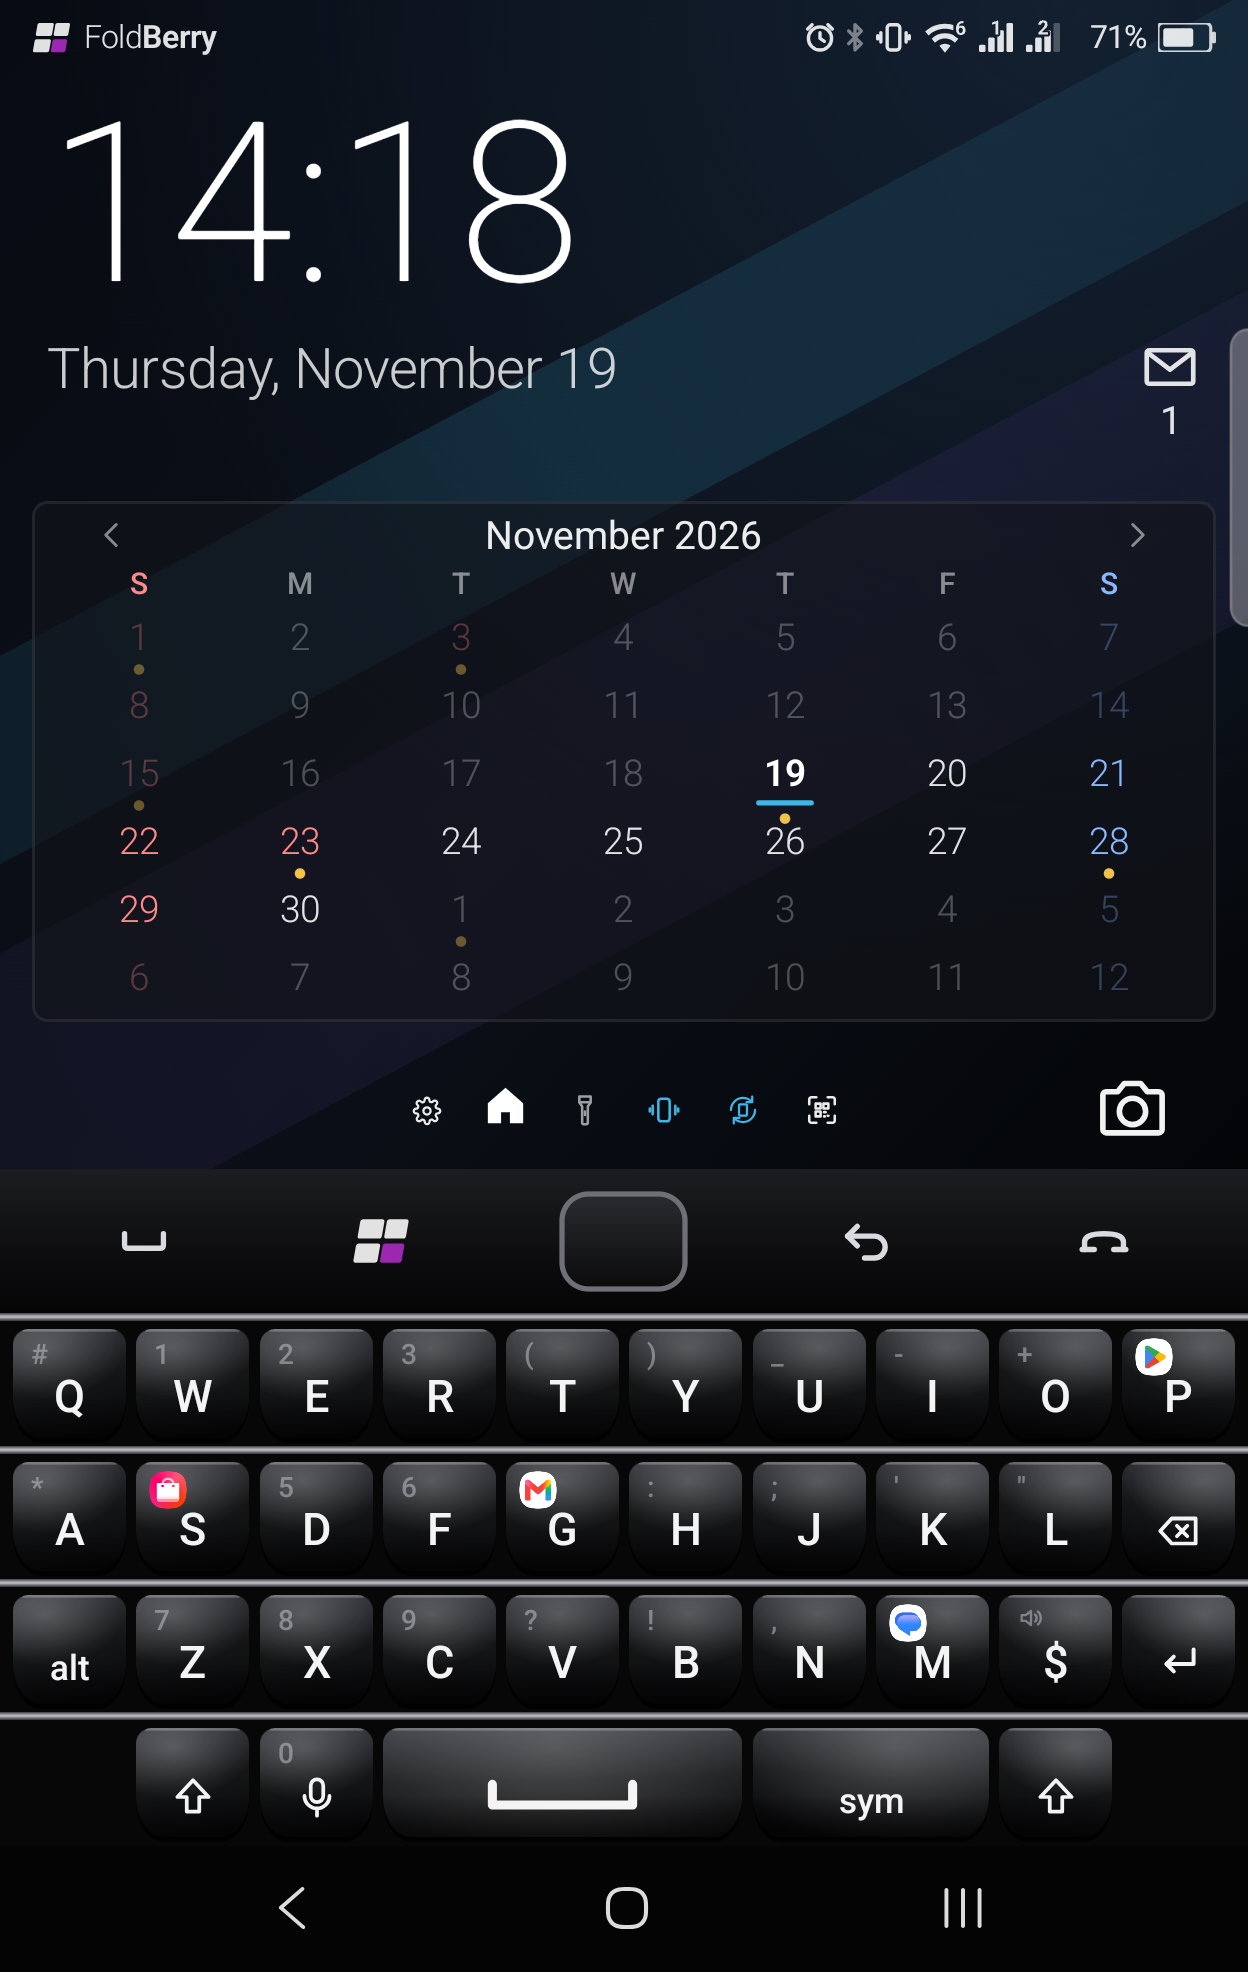 FoldBerry 6 1 2 71%
14:18
Thursday, November 19
1
November 2026
S M T W T F S
1 2 3 4 5 6 7
8 9 10 11 12 13 14
15 16 17 18 19 20 21
22 23 24 25 26 27 28
29 30 1 2 3 4 5
6 7 8 9 10 11 12
# 1 2 3 ( ) _ - +
Q W E R T Y U I O P
* 5 6 : ; ' "
A S D F G H J K L
7 8 9 ? ! ,
alt Z X C V B N M $
0
sym